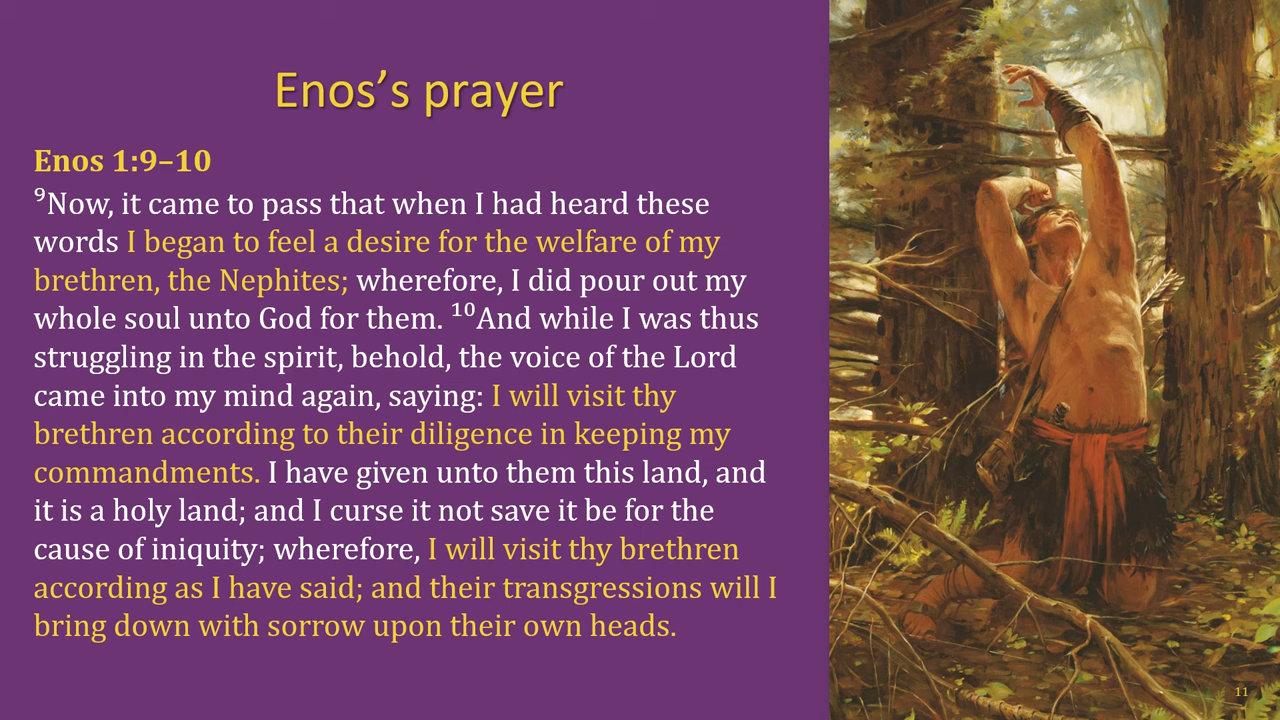 Enos’s prayer
Enos 1:9–10
⁹Now, it came to pass that when I had heard these
words I began to feel a desire for the welfare of my
brethren, the Nephites; wherefore, I did pour out my
whole soul unto God for them. ¹⁰And while I was thus
struggling in the spirit, behold, the voice of the Lord
came into my mind again, saying: I will visit thy
brethren according to their diligence in keeping my
commandments. I have given unto them this land, and
it is a holy land; and I curse it not save it be for the
cause of iniquity; wherefore, I will visit thy brethren
according as I have said; and their transgressions will I
bring down with sorrow upon their own heads.
11